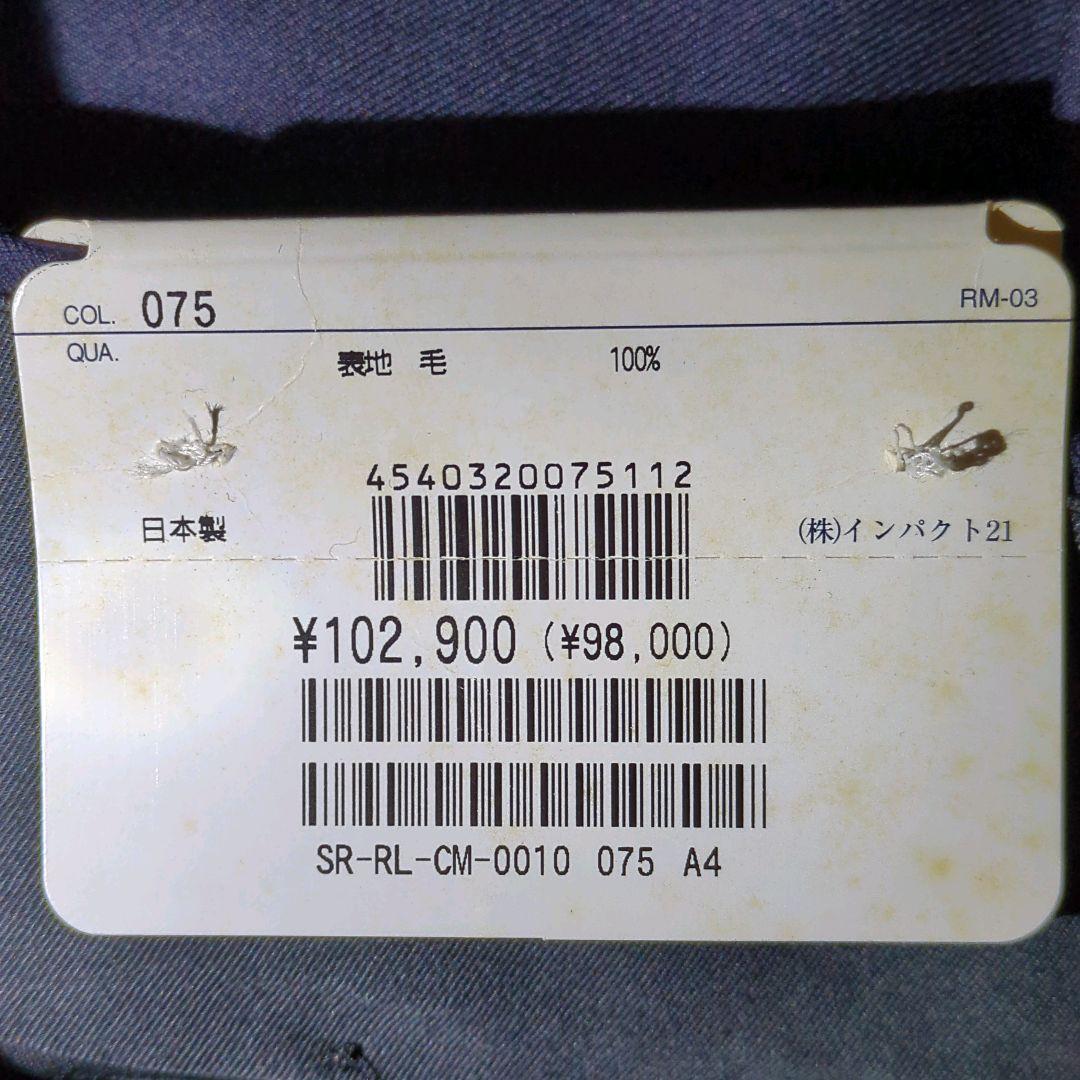 COL. 075
RM-03
QUA.
表地 毛 100%
4540320075112
日本製
(株)インパクト21
¥102,900 (¥98,000)
SR-RL-CM-0010 075 A4